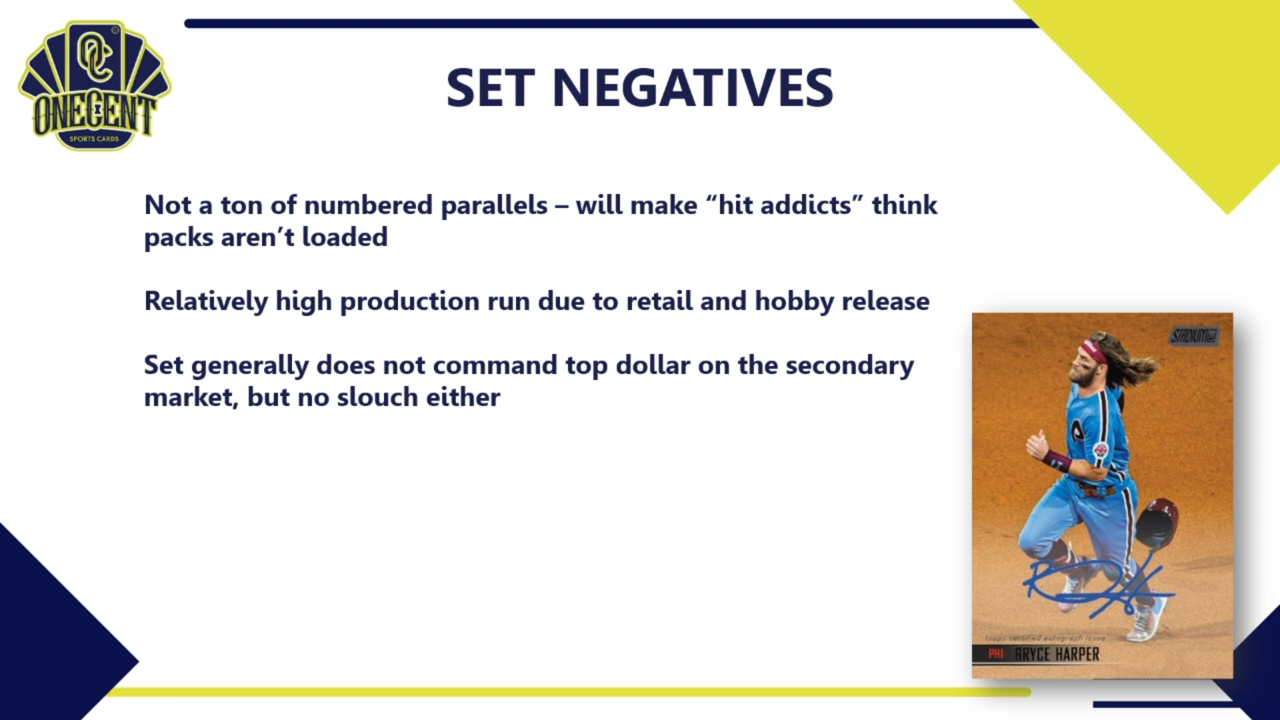 OC
ONECENT
SPORTS CARDS
SET NEGATIVES
Not a ton of numbered parallels – will make “hit addicts” think
packs aren’t loaded
Relatively high production run due to retail and hobby release
Set generally does not command top dollar on the secondary
market, but no slouch either
STADIUM
topps certified autograph issue
PHI BRYCE HARPER